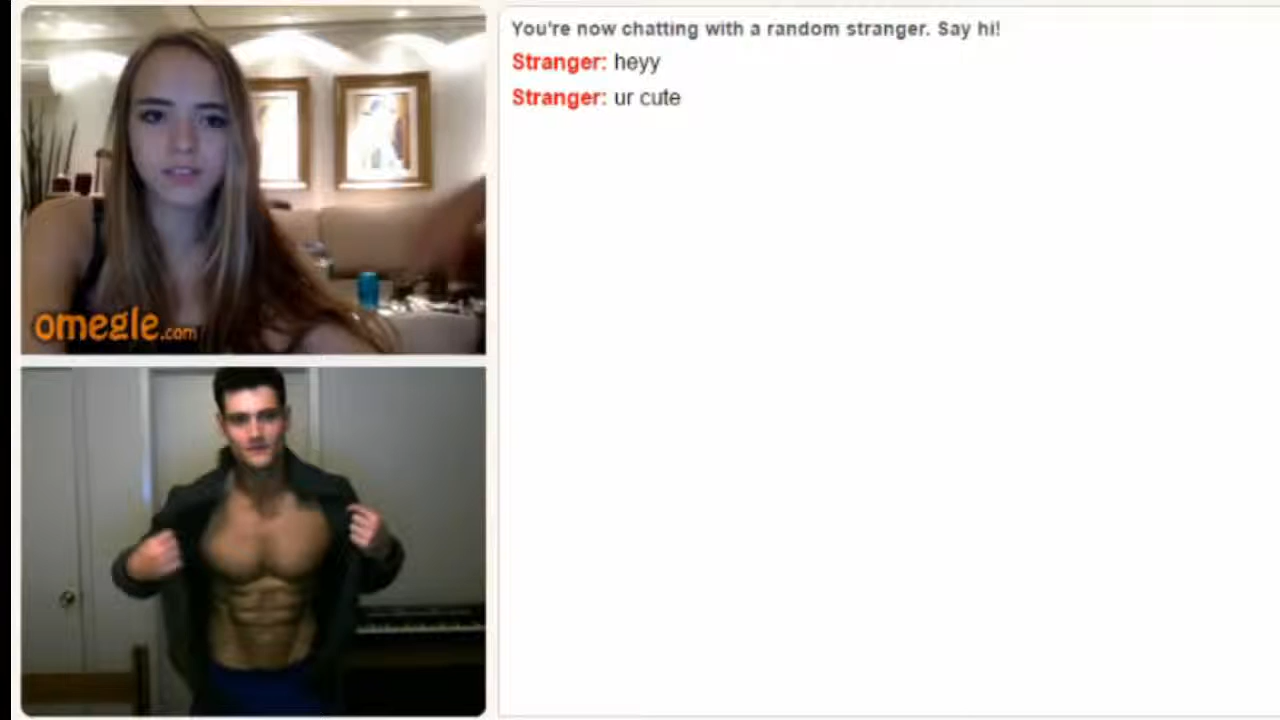 You're now chatting with a random stranger. Say hi!
Stranger: heyy
Stranger: ur cute
omegle.com